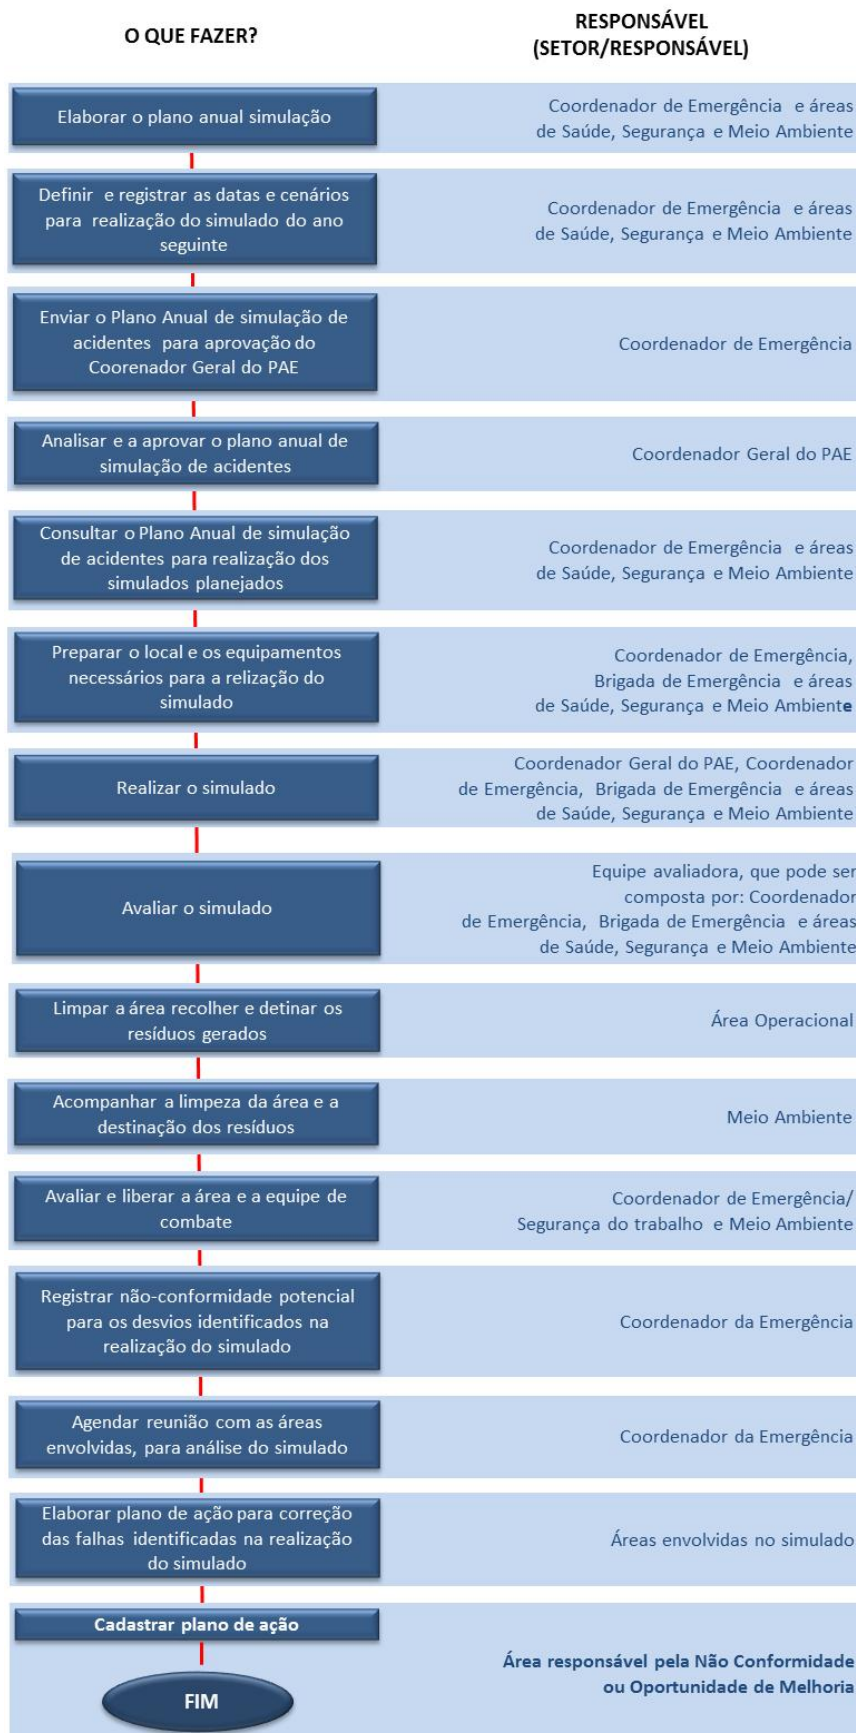 O QUE FAZER?
RESPONSÁVEL
(SETOR/RESPONSÁVEL)
Elaborar o plano anual simulação
Coordenador de Emergência e áreas
de Saúde, Segurança e Meio Ambiente
Definir e registrar as datas e cenários
para realização do simulado do ano
seguinte
Coordenador de Emergência e áreas
de Saúde, Segurança e Meio Ambiente
Enviar o Plano Anual de simulação de
acidentes para aprovação do
Coorenador Geral do PAE
Coordenador de Emergência
Analisar e a aprovar o plano anual de
simulação de acidentes
Coordenador Geral do PAE
Consultar o Plano Anual de simulação
de acidentes para realização dos
simulados planejados
Coordenador de Emergência e áreas
de Saúde, Segurança e Meio Ambiente
Preparar o local e os equipamentos
necessários para a relização do
simulado
Coordenador de Emergência,
Brigada de Emergência e áreas
de Saúde, Segurança e Meio Ambiente
Realizar o simulado
Coordenador Geral do PAE, Coordenador
de Emergência, Brigada de Emergência e áreas
de Saúde, Segurança e Meio Ambiente
Avaliar o simulado
Equipe avaliadora, que pode ser
composta por: Coordenador
de Emergência, Brigada de Emergência e áreas
de Saúde, Segurança e Meio Ambiente
Limpar a área recolher e detinar os
resíduos gerados
Área Operacional
Acompanhar a limpeza da área e a
destinação dos resíduos
Meio Ambiente
Avaliar e liberar a área e a equipe de
combate
Coordenador de Emergência/
Segurança do trabalho e Meio Ambiente
Registrar não-conformidade potencial
para os desvios identificados na
realização do simulado
Coordenador da Emergência
Agendar reunião com as áreas
envolvidas, para análise do simulado
Coordenador da Emergência
Elaborar plano de ação para correção
das falhas identificadas na realização
do simulado
Áreas envolvidas no simulado
Cadastrar plano de ação
Área responsável pela Não Conformidade
ou Oportunidade de Melhoria
FIM